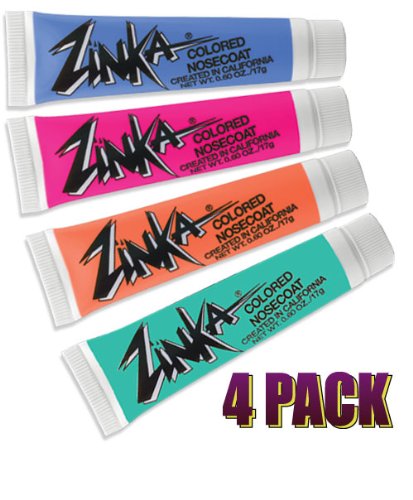 ZINKA®
COLORED
NOSECOAT
CREATED IN CALIFORNIA
NET WT. 0.60 OZ./17g
ZINKA®
COLORED
NOSECOAT
CREATED IN CALIFORNIA
NET WT. 0.60 OZ./17g
ZINKA®
COLORED
NOSECOAT
CREATED IN CALIFORNIA
NET WT. 0.60 OZ./17g
ZINKA®
COLORED
NOSECOAT
CREATED IN CALIFORNIA
NET WT. 0.60 OZ./17g
4 PACK